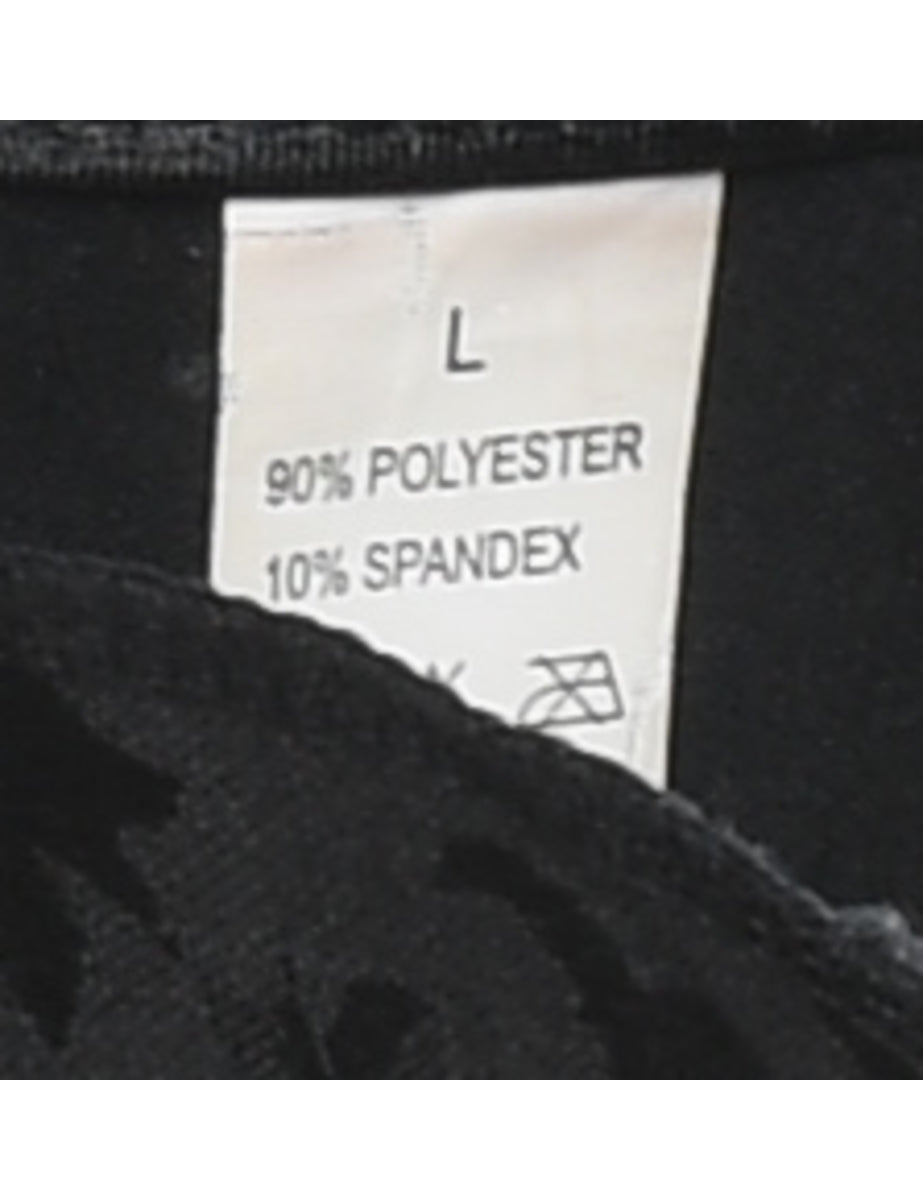 L
90% POLYESTER
10% SPANDEX